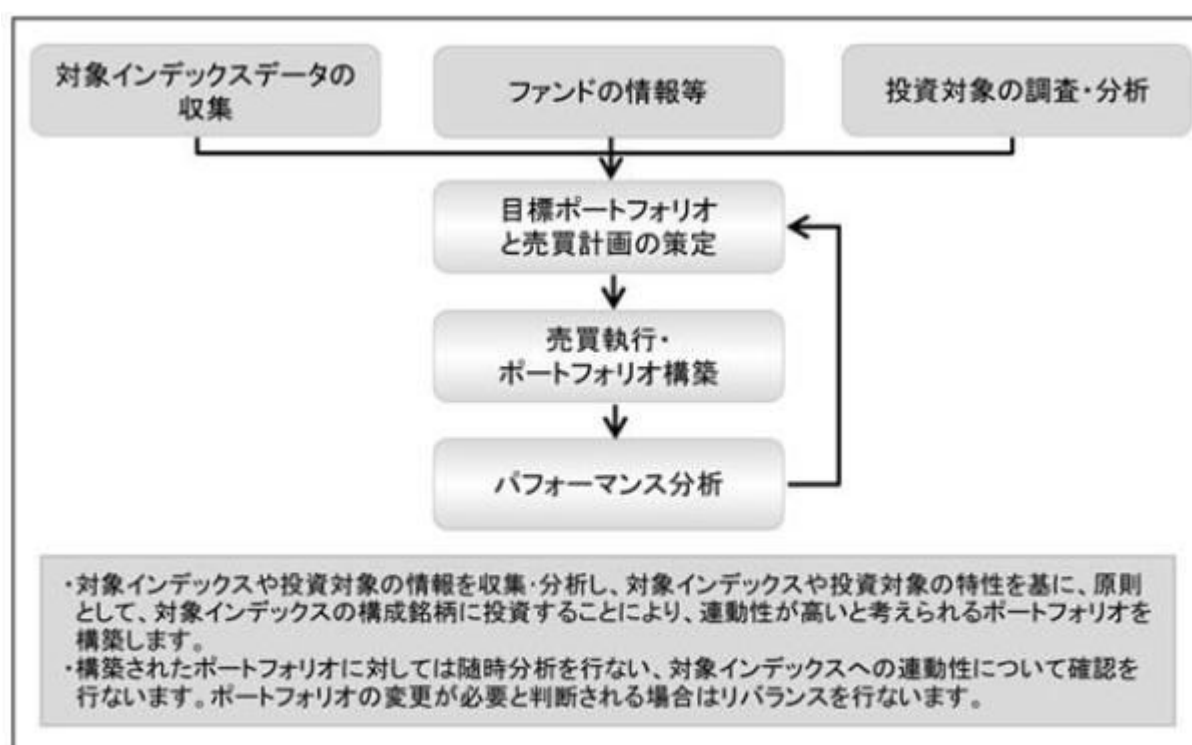 対象インデックスデータの
収集
ファンドの情報等
投資対象の調査・分析
目標ポートフォリオ
と売買計画の策定
売買執行・
ポートフォリオ構築
パフォーマンス分析
・対象インデックスや投資対象の情報を収集・分析し、対象インデックスや投資対象の特性を基に、原則
として、対象インデックスの構成銘柄に投資することにより、連動性が高いと考えられるポートフォリオを
構築します。
・構築されたポートフォリオに対しては随時分析を行ない、対象インデックスへの連動性について確認を
行ないます。ポートフォリオの変更が必要と判断される場合はリバランスを行ないます。